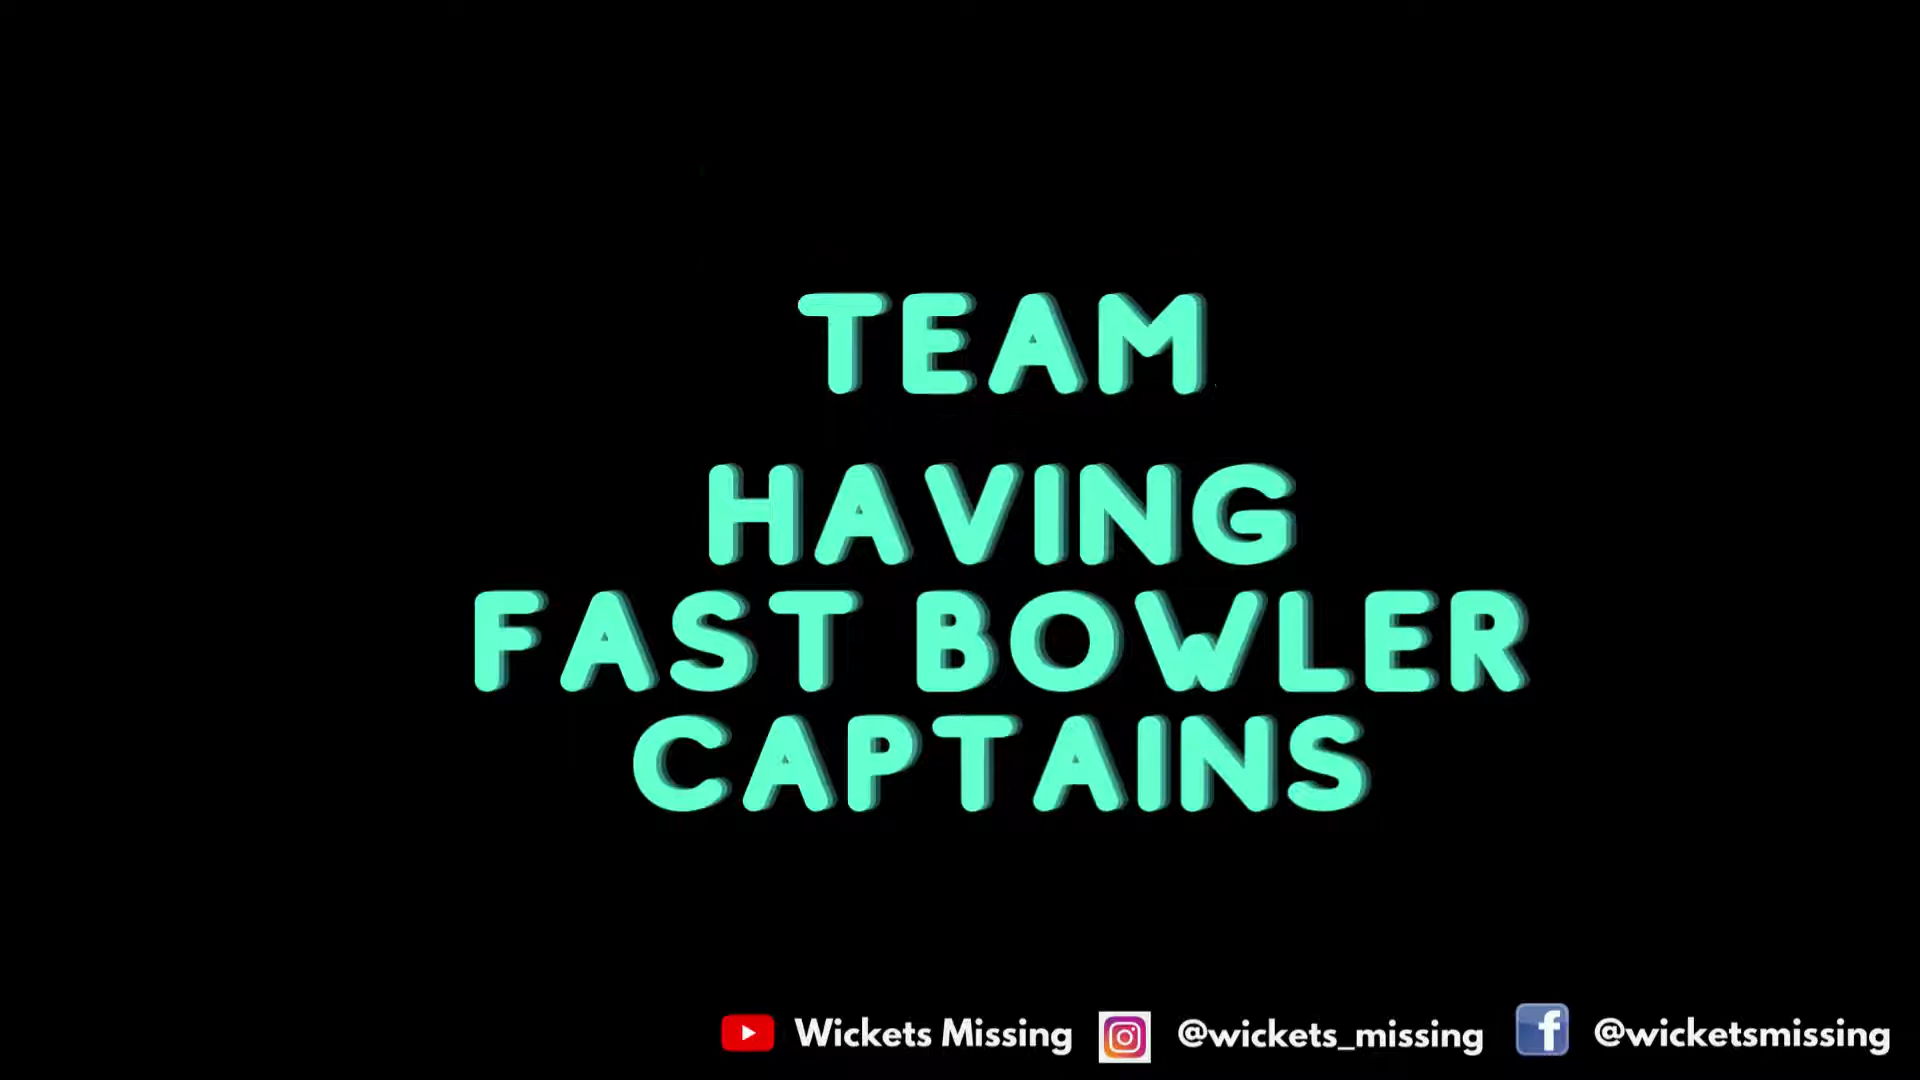 TEAM
HAVING
FAST BOWLER
CAPTAINS
Wickets Missing @wickets_missing @wicketsmissing